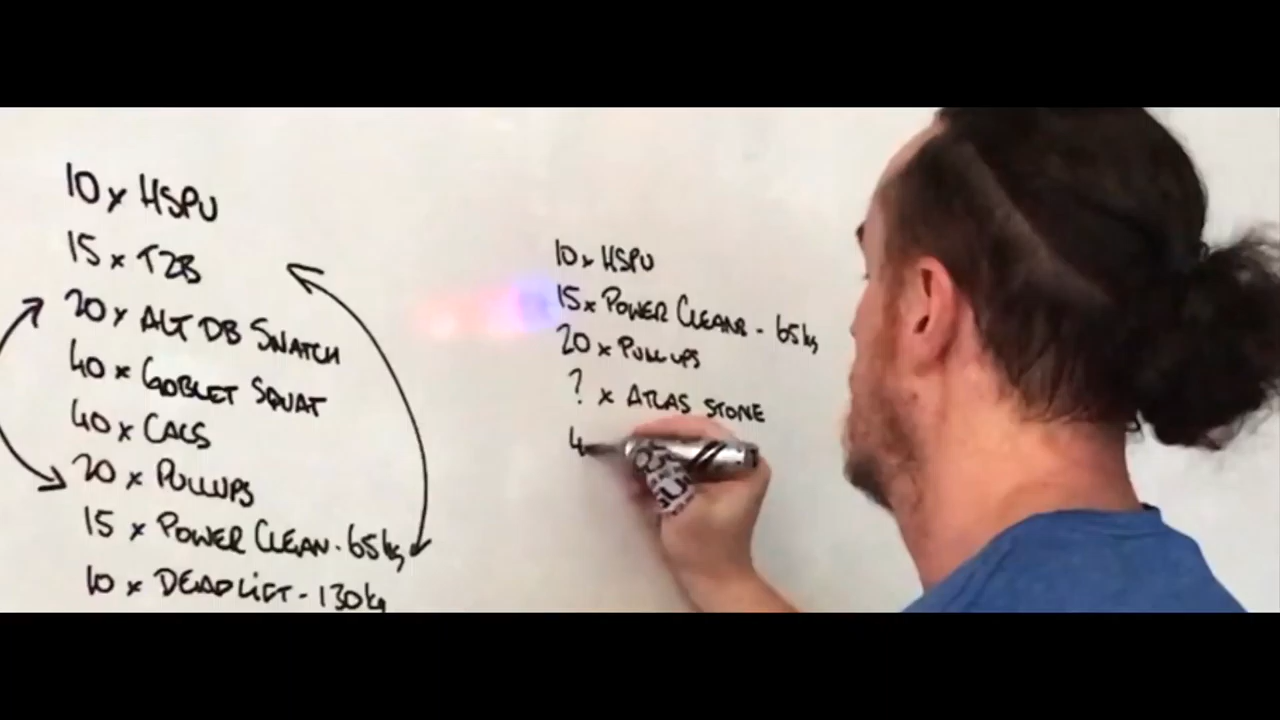 10 x HSPU
15 x T2B
20 x ALT DB SNATCH
40 x GOBLET SQUAT
40 x CALS
20 x PULLUPS
15 x POWER CLEAN - 65kg
10 x DEADLIFT - 130kg
10 x HSPU
15 x POWER CLEANS - 65kg
20 x PULLUPS
? x ATLAS STONE
4